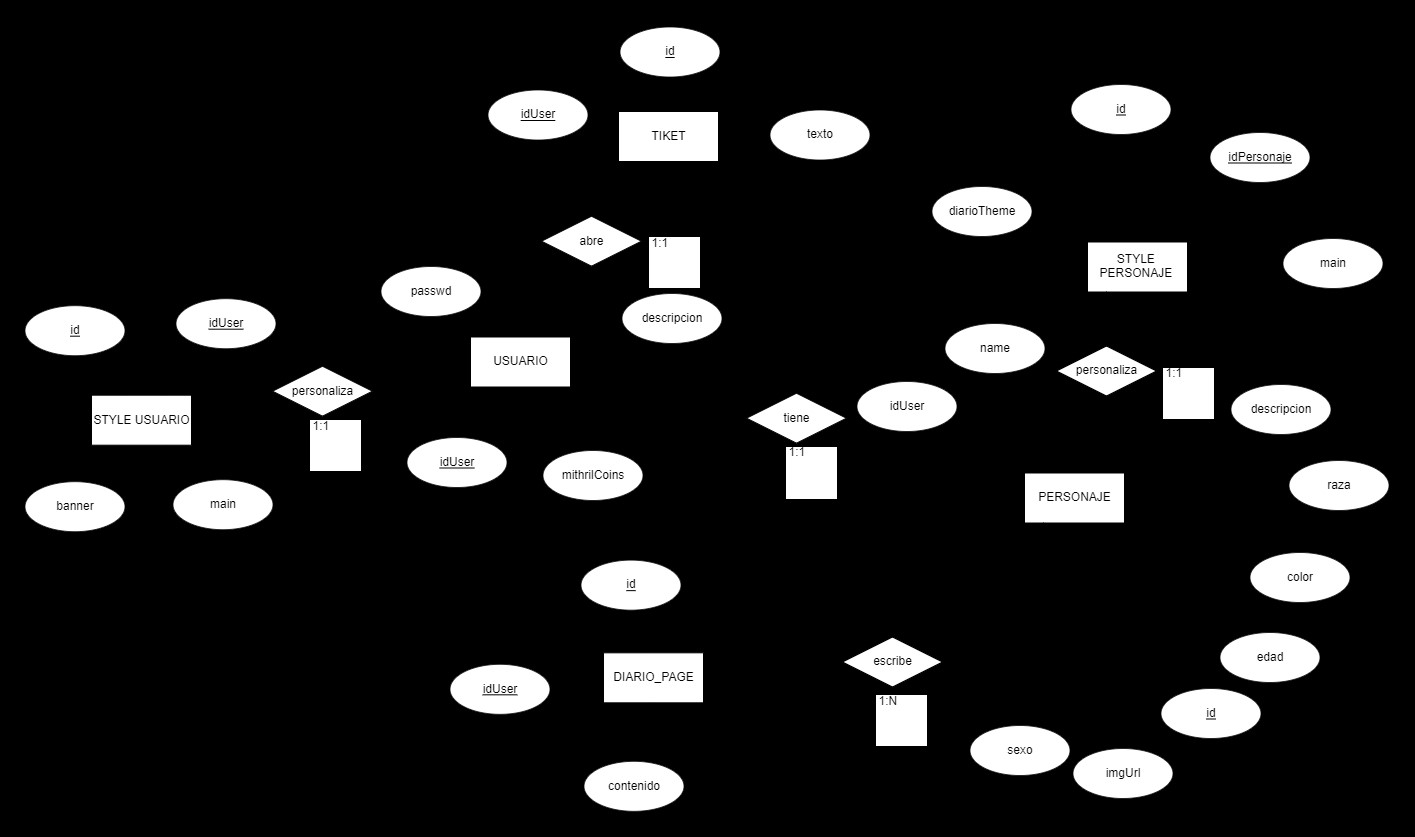 id
idUser
TIKET
texto
id
idPersonaje
diarioTheme
abre
1:1
STYLE
PERSONAJE
main
passwd
descripcion
id
idUser
USUARIO
name
personaliza
1:1
personaliza
1:1
STYLE USUARIO
idUser
tiene
1:1
descripcion
idUser
mithrilCoins
raza
PERSONAJE
banner
main
id
color
escribe
1:N
edad
DIARIO_PAGE
idUser
id
sexo
imgUrl
contenido